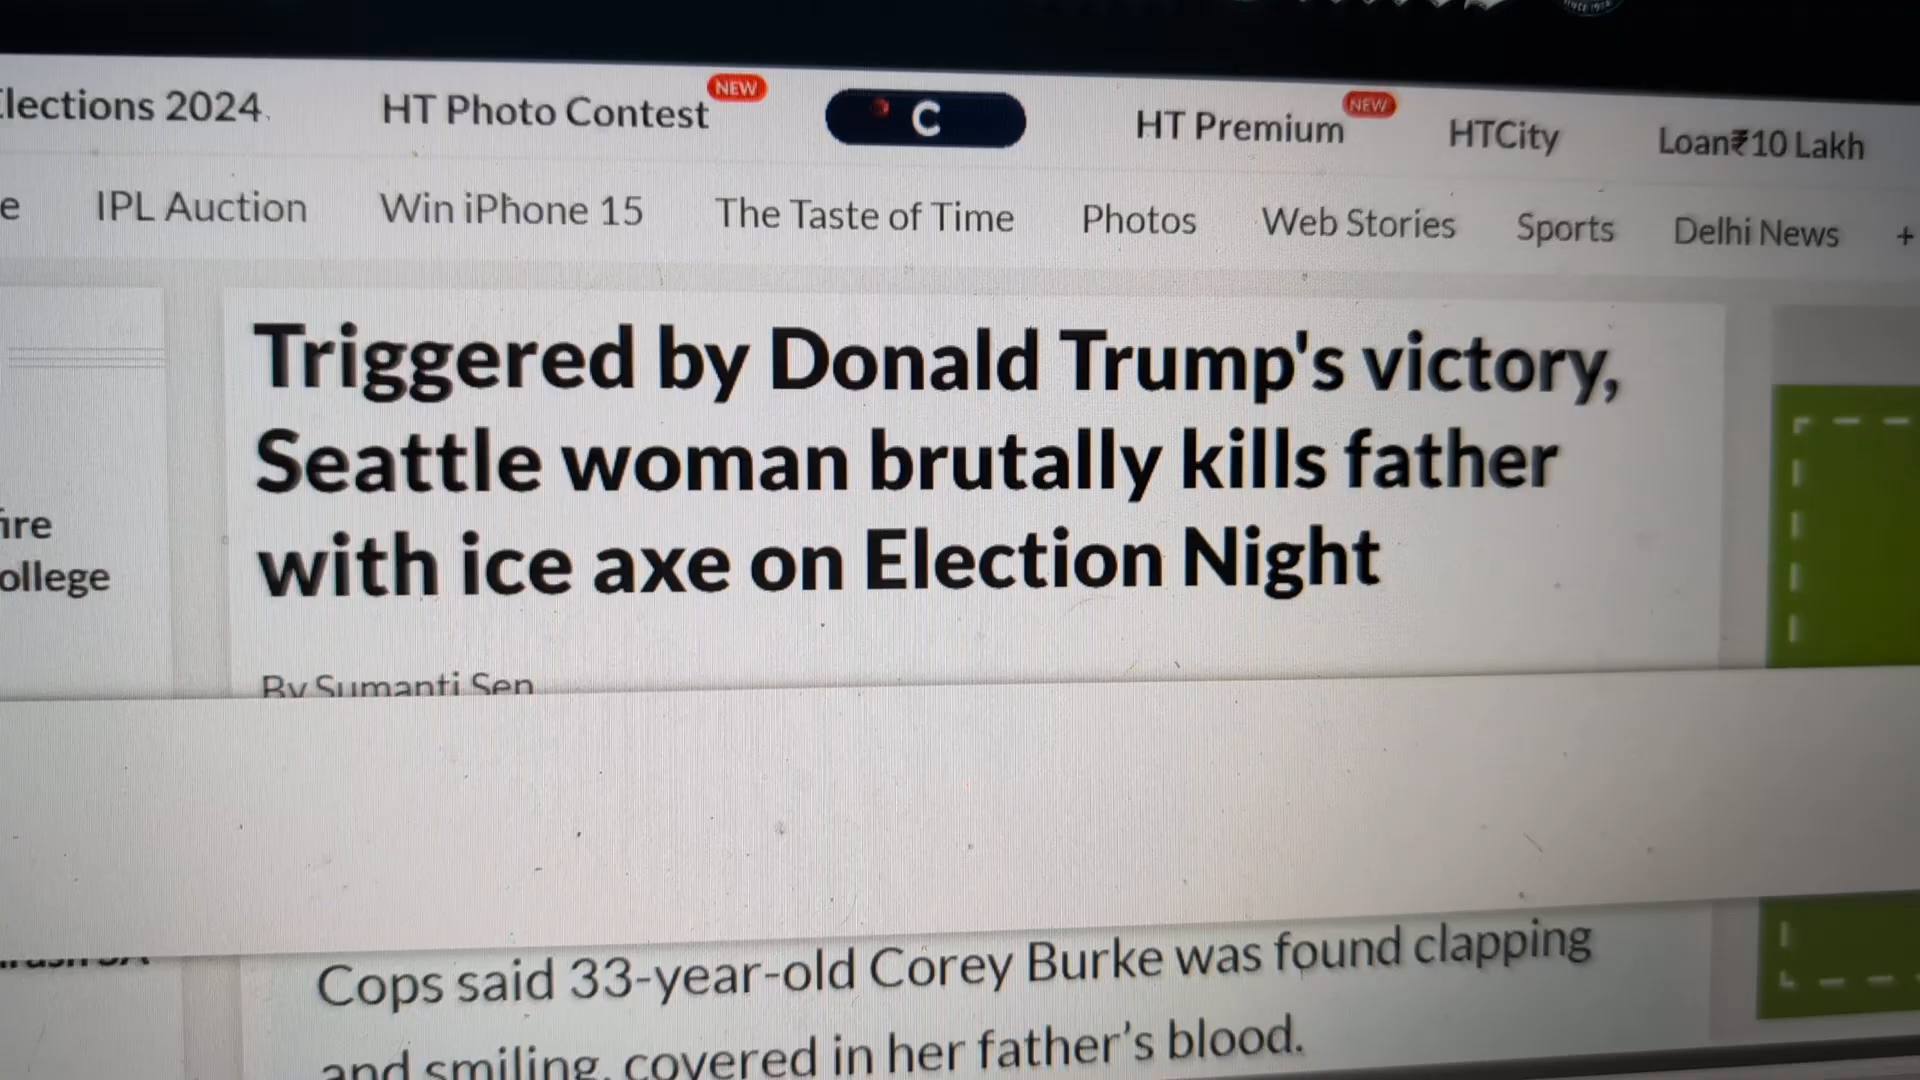 Elections 2024
HT Photo Contest
NEW
C
HT Premium
NEW
HTCity
Loan₹10 Lakh
e
IPL Auction
Win iPhone 15
The Taste of Time
Photos
Web Stories
Sports
Delhi News
+
Triggered by Donald Trump's victory,
Seattle woman brutally kills father
with ice axe on Election Night
ollege
By Sumanti Sen
Cops said 33-year-old Corey Burke was found clapping
and smiling, covered in her father's blood.